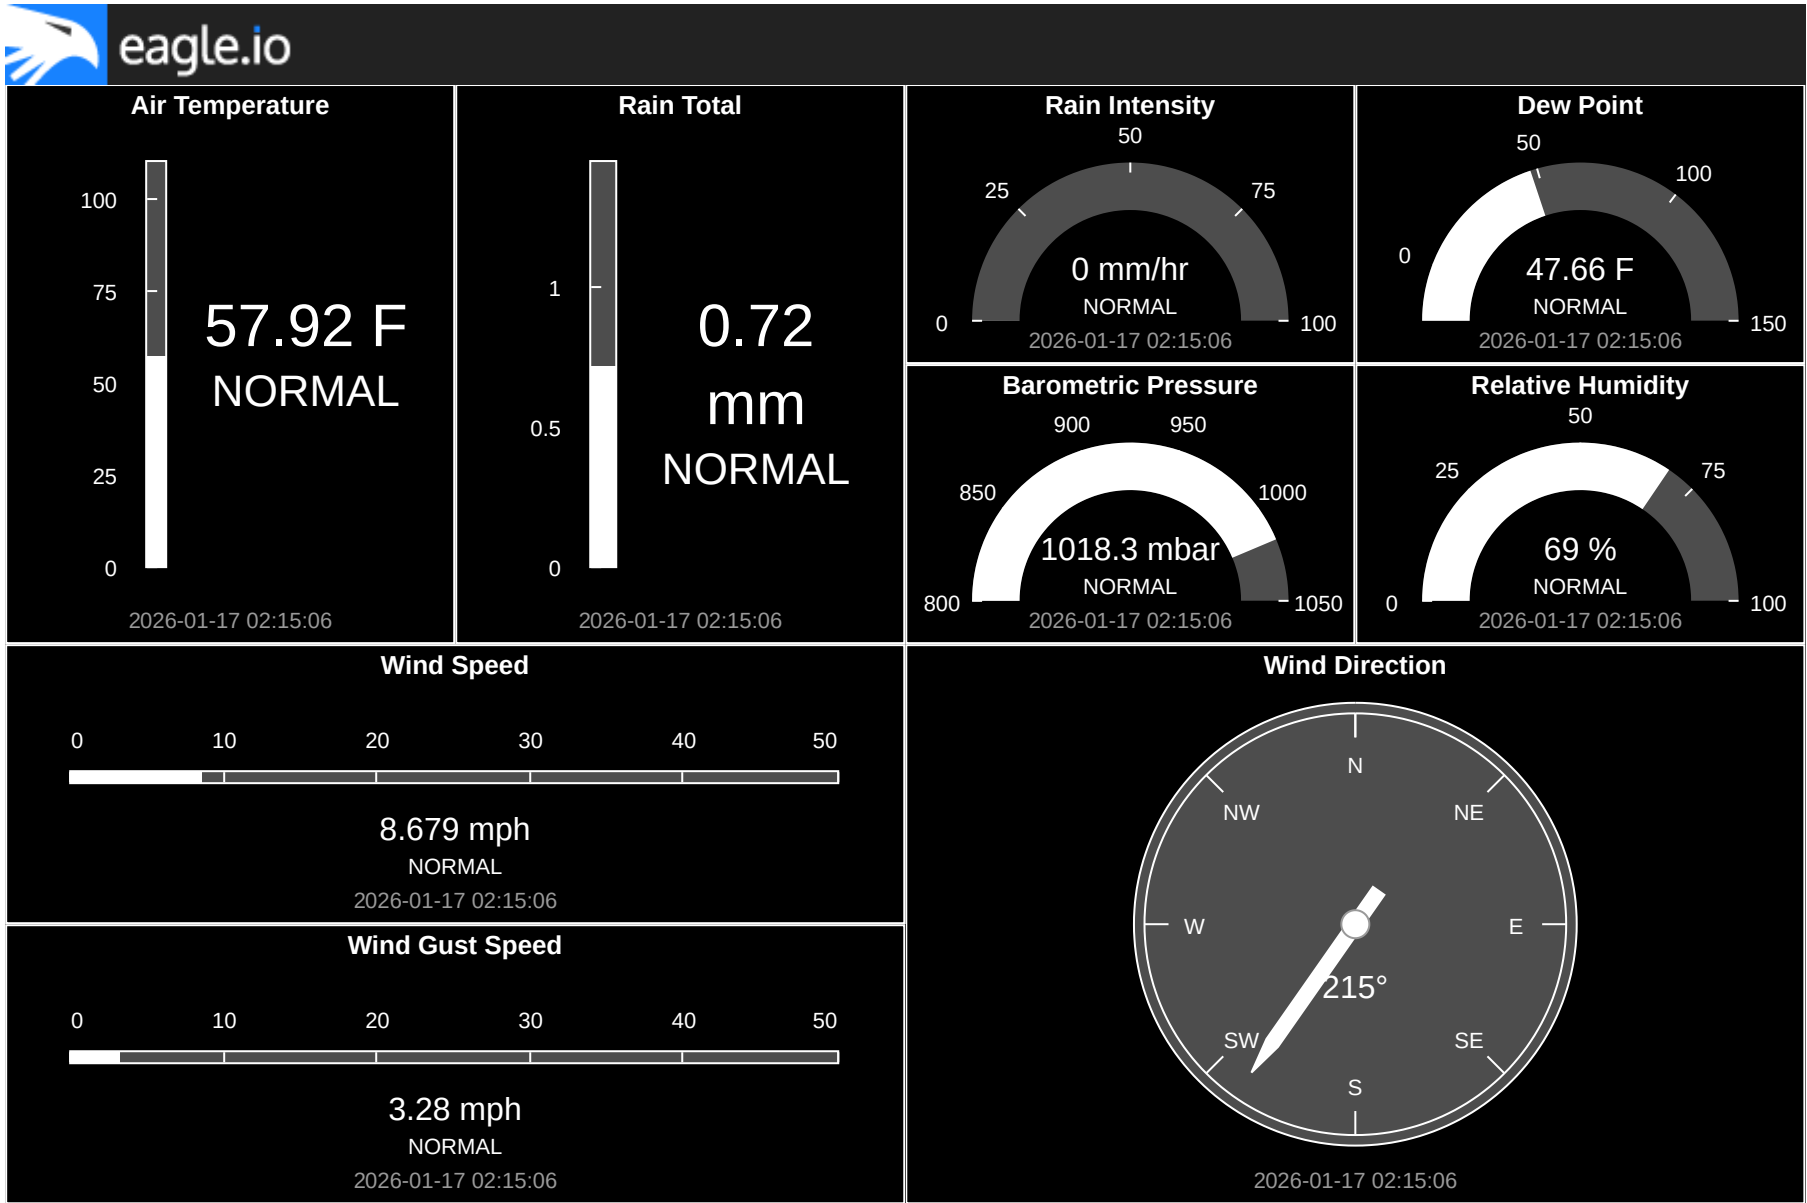 eagle.io
Air Temperature
100
75
50
25
0
57.92 F
NORMAL
2026-01-17 02:15:06
Rain Total
1
0.5
0
0.72
mm
NORMAL
2026-01-17 02:15:06
Rain Intensity
50
25
75
0
100
0 mm/hr
NORMAL
2026-01-17 02:15:06
Dew Point
50
100
0
150
47.66 F
NORMAL
2026-01-17 02:15:06
Barometric Pressure
900
950
850
1000
800
1050
1018.3 mbar
NORMAL
2026-01-17 02:15:06
Relative Humidity
50
25
75
0
100
69 %
NORMAL
2026-01-17 02:15:06
Wind Speed
0 10 20 30 40 50
8.679 mph
NORMAL
2026-01-17 02:15:06
Wind Gust Speed
0 10 20 30 40 50
3.28 mph
NORMAL
2026-01-17 02:15:06
Wind Direction
N
NW NE
W E
215°
SW SE
S
2026-01-17 02:15:06